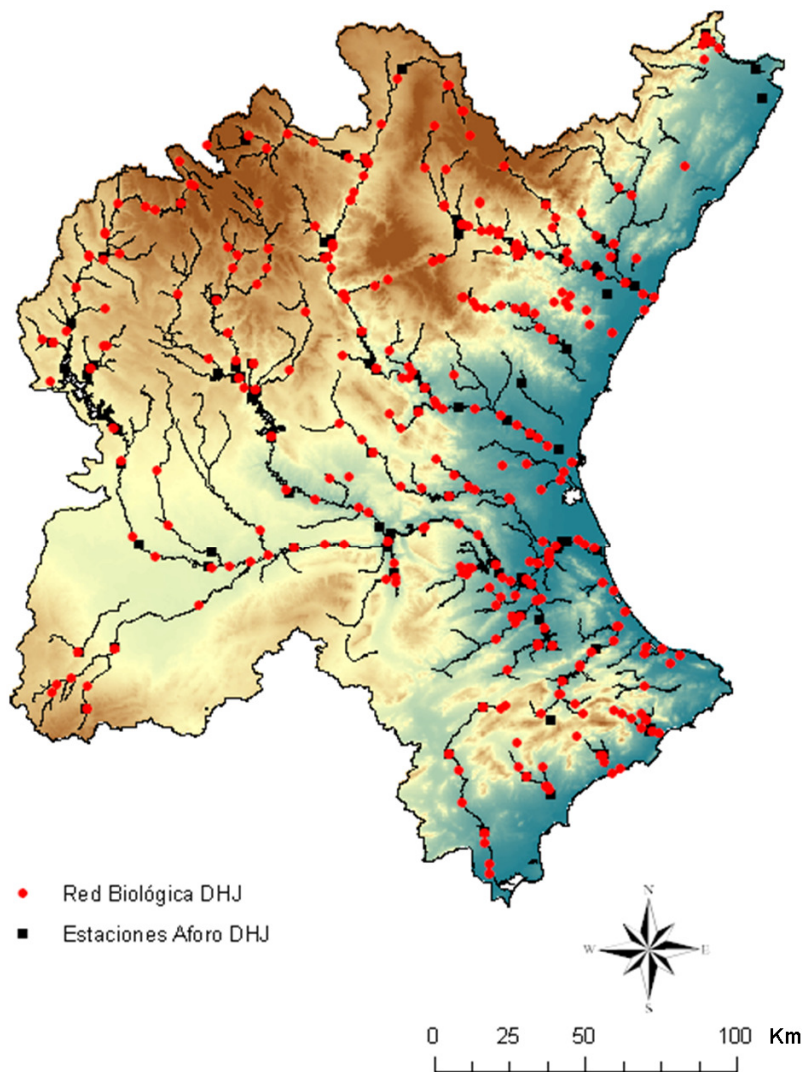 Red Biológica DHJ
Estaciones Aforo DHJ
N
W E
S
0 25 50 100 Km